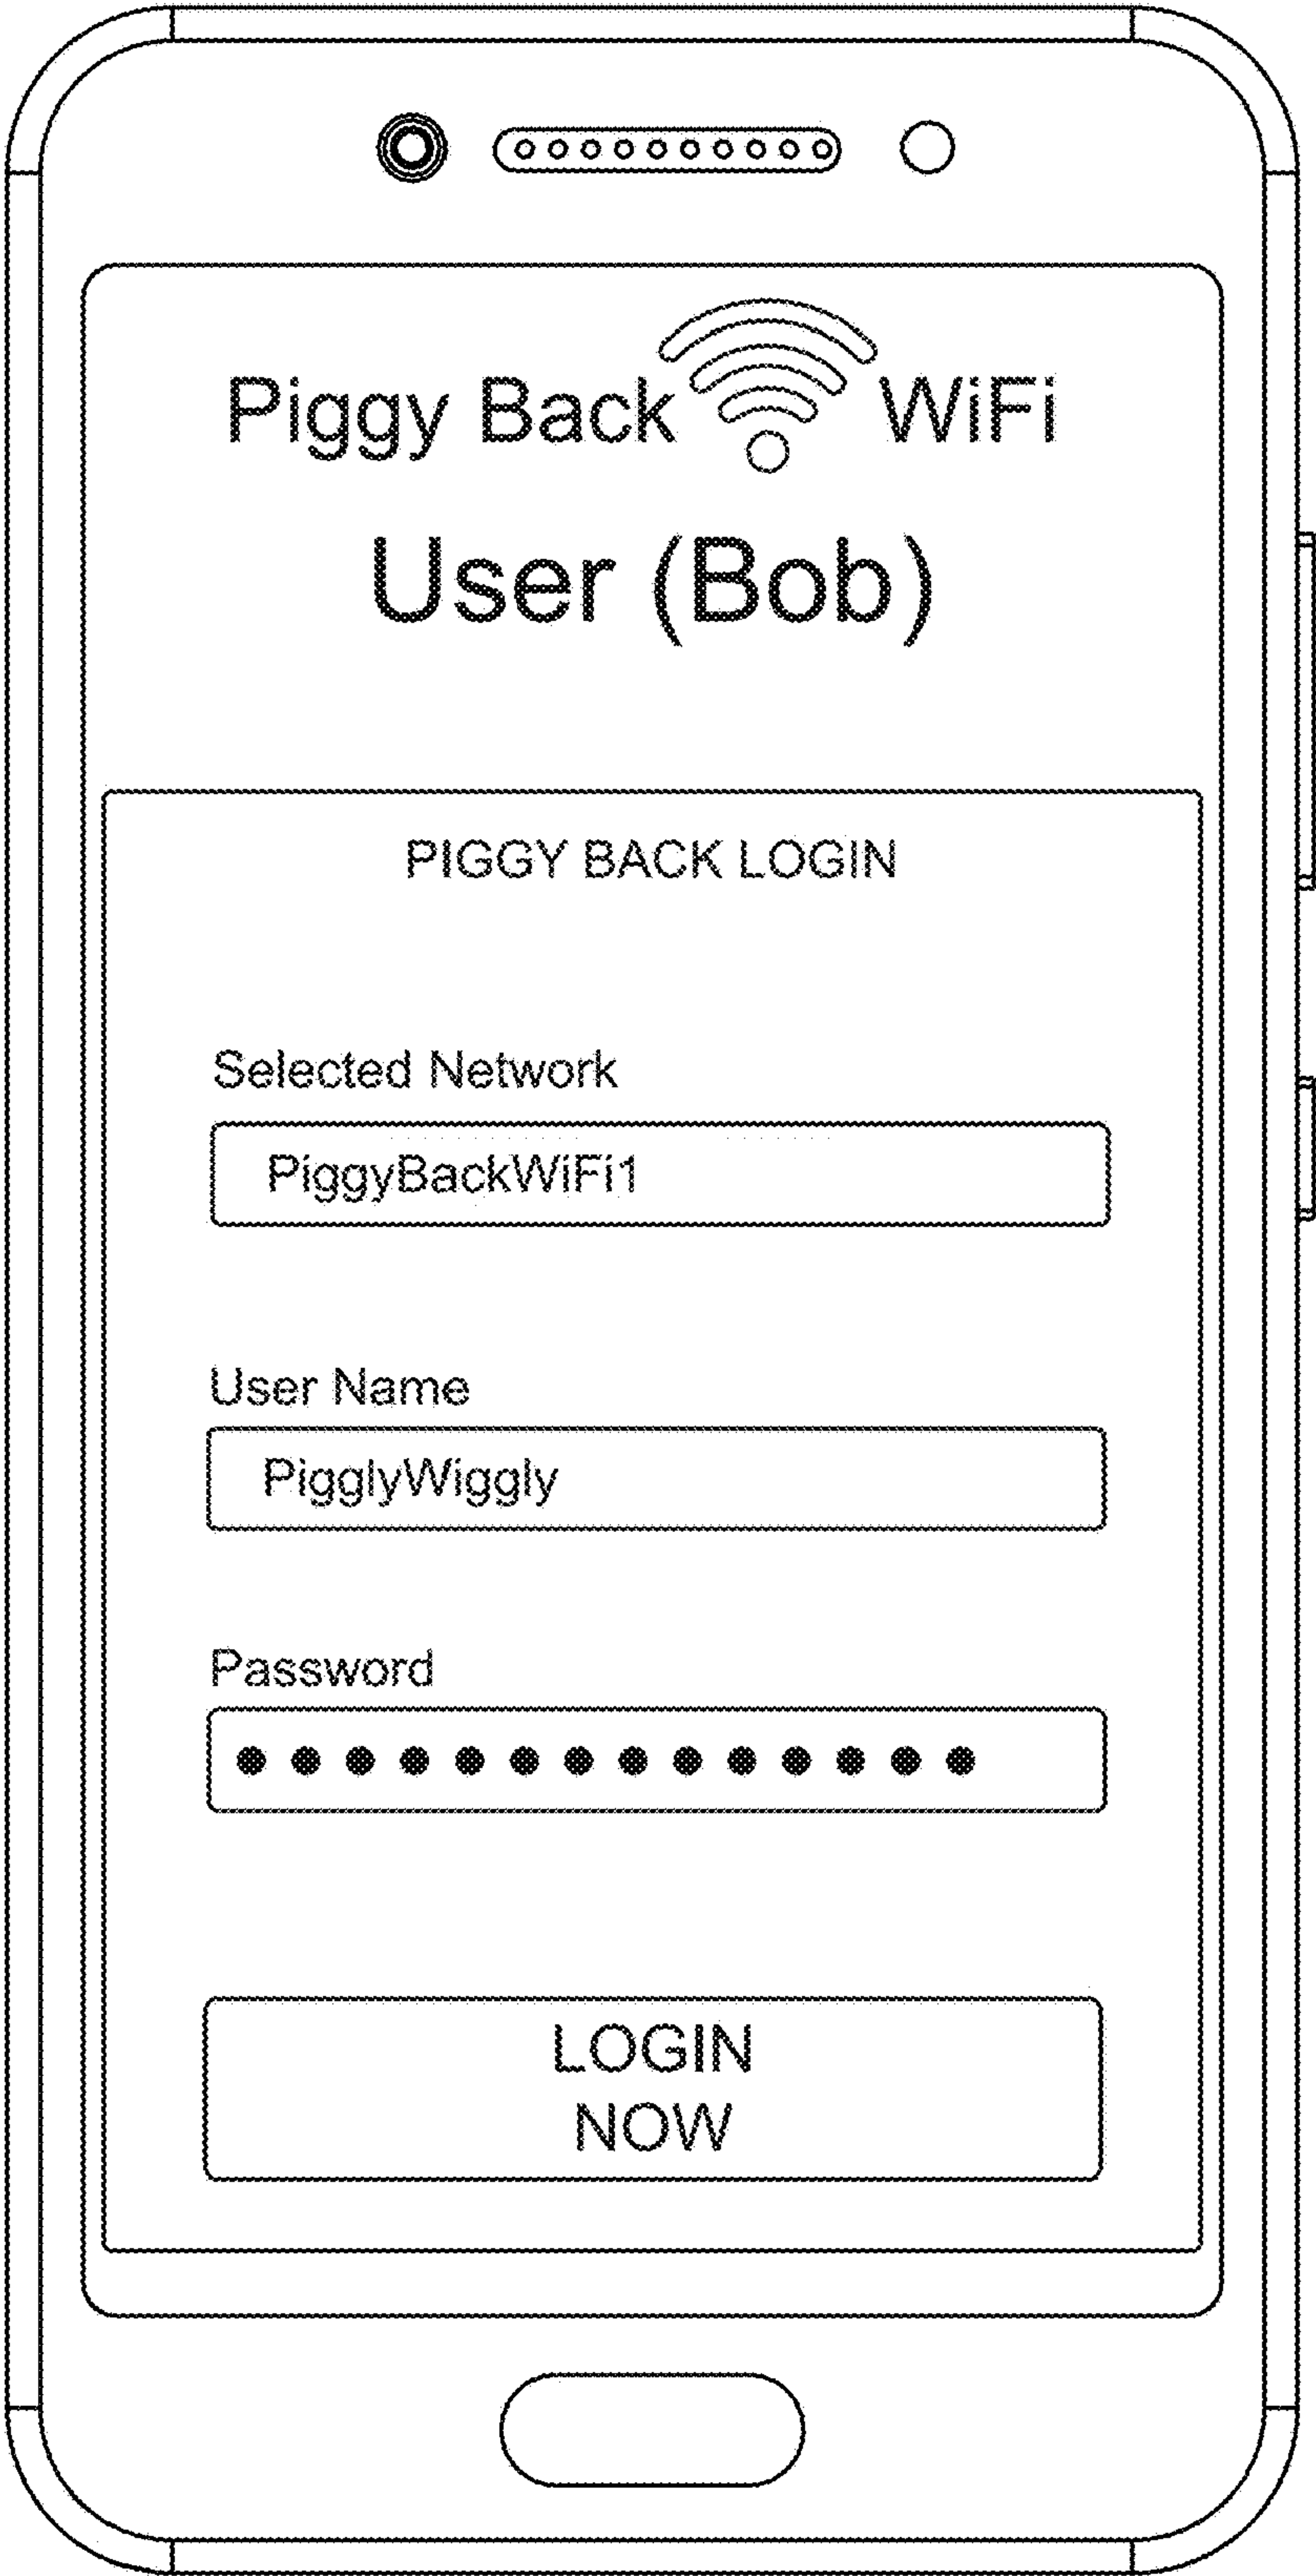 Piggy Back WiFi
User (Bob)
PIGGY BACK LOGIN
Selected Network
PiggyBackWiFi1
User Name
PigglyWiggly
Password
●●●●●●●●●●●●●●
LOGIN
NOW